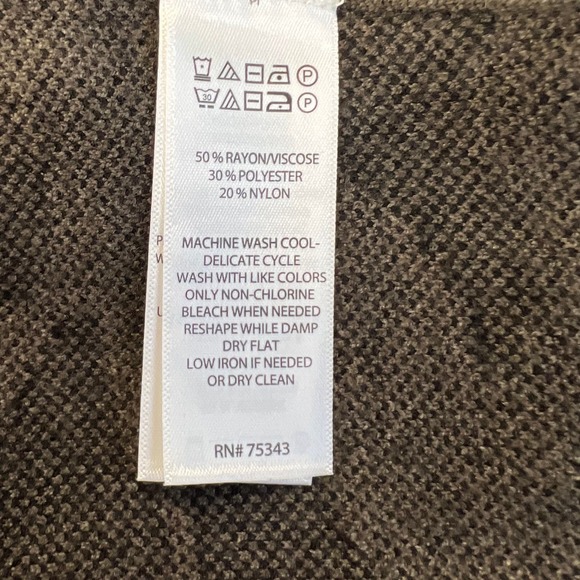 P P
30 P
50 % RAYON/VISCOSE
30 % POLYESTER
20 % NYLON
MACHINE WASH COOL-
DELICATE CYCLE
WASH WITH LIKE COLORS
ONLY NON-CHLORINE
BLEACH WHEN NEEDED
RESHAPE WHILE DAMP
DRY FLAT
LOW IRON IF NEEDED
OR DRY CLEAN
RN# 75343